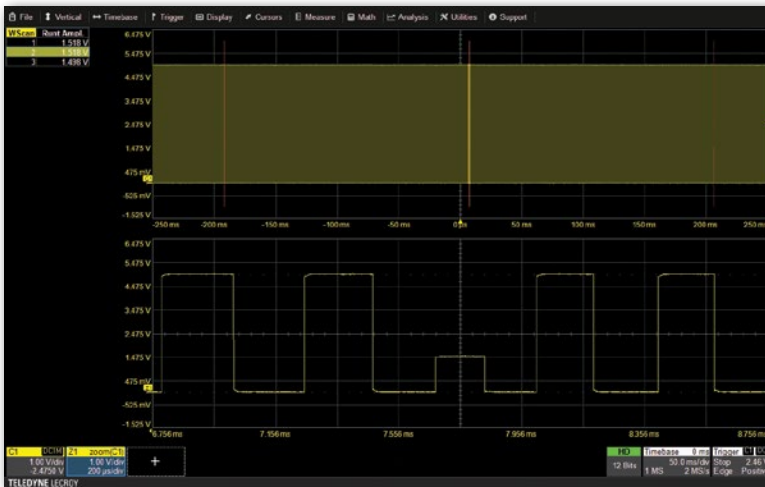 File Vertical Timebase Trigger Display Cursors Measure Math Analysis Utilities Support
WScan Runt Ampl.
1 1.518 V
2 1.518 V
3 1.498 V
6.475 V
5.475 V
4.475 V
3.475 V
2.475 V
1.475 V
475 mV
C1
-525 mV
-1.525 V
-250 ms -200 ms -150 ms -100 ms -50 ms 0 ps 50 ms 100 ms 150 ms 200 ms 250 ms
6.475 V
5.475 V
4.475 V
3.475 V
2.475 V
1.475 V
475 mV
Z1
-525 mV
-1.525 V
6.756 ms 7.156 ms 7.556 ms 7.956 ms 8.356 ms 8.756 ms
C1 DC1M Z1 zoom(C1) HD Timebase 0 ms Trigger C1 DC
1.00 V/div 1.00 V/div 12 Bits 50.0 ms/div Stop 2.46 V
-2.4750 V 200 µs/div 1 MS 2 MS/s Edge Positive
TELEDYNE LECROY